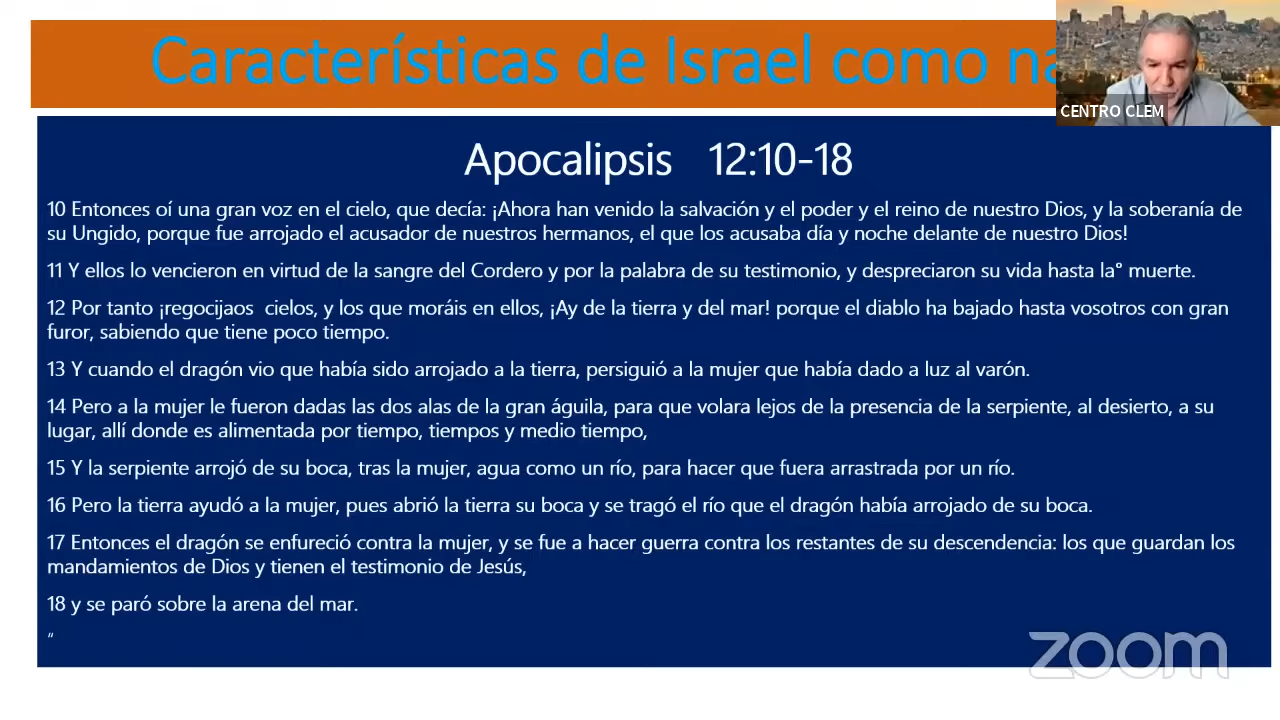 Características de Israel como na
CENTRO CLEM
Apocalipsis 12:10-18
10 Entonces oí una gran voz en el cielo, que decía: ¡Ahora han venido la salvación y el poder y el reino de nuestro Dios, y la soberanía de
su Ungido, porque fue arrojado el acusador de nuestros hermanos, el que los acusaba día y noche delante de nuestro Dios!
11 Y ellos lo vencieron en virtud de la sangre del Cordero y por la palabra de su testimonio, y despreciaron su vida hasta la° muerte.
12 Por tanto ¡regocijaos cielos, y los que moráis en ellos, ¡Ay de la tierra y del mar! porque el diablo ha bajado hasta vosotros con gran
furor, sabiendo que tiene poco tiempo.
13 Y cuando el dragón vio que había sido arrojado a la tierra, persiguió a la mujer que había dado a luz al varón.
14 Pero a la mujer le fueron dadas las dos alas de la gran águila, para que volara lejos de la presencia de la serpiente, al desierto, a su
lugar, allí donde es alimentada por tiempo, tiempos y medio tiempo,
15 Y la serpiente arrojó de su boca, tras la mujer, agua como un río, para hacer que fuera arrastrada por un río.
16 Pero la tierra ayudó a la mujer, pues abrió la tierra su boca y se tragó el río que el dragón había arrojado de su boca.
17 Entonces el dragón se enfureció contra la mujer, y se fue a hacer guerra contra los restantes de su descendencia: los que guardan los
mandamientos de Dios y tienen el testimonio de Jesús,
18 y se paró sobre la arena del mar.
“
zoom